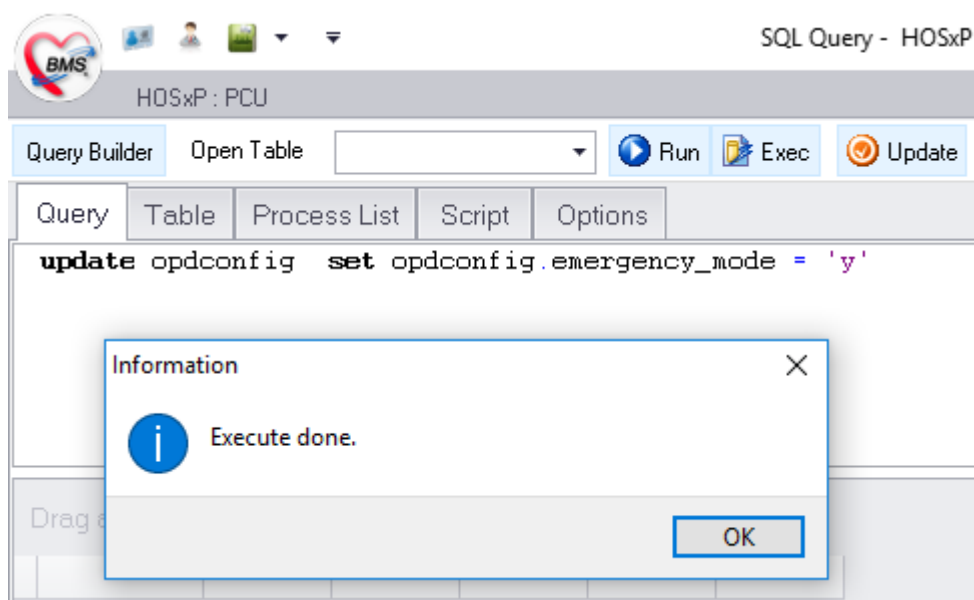 BMS
SQL Query - HOSxP
HOSxP : PCU
Query Builder Open Table Run Exec Update
Query Table Process List Script Options
update opdconfig set opdconfig.emergency_mode = 'y'
Information
Execute done.
Drag
OK